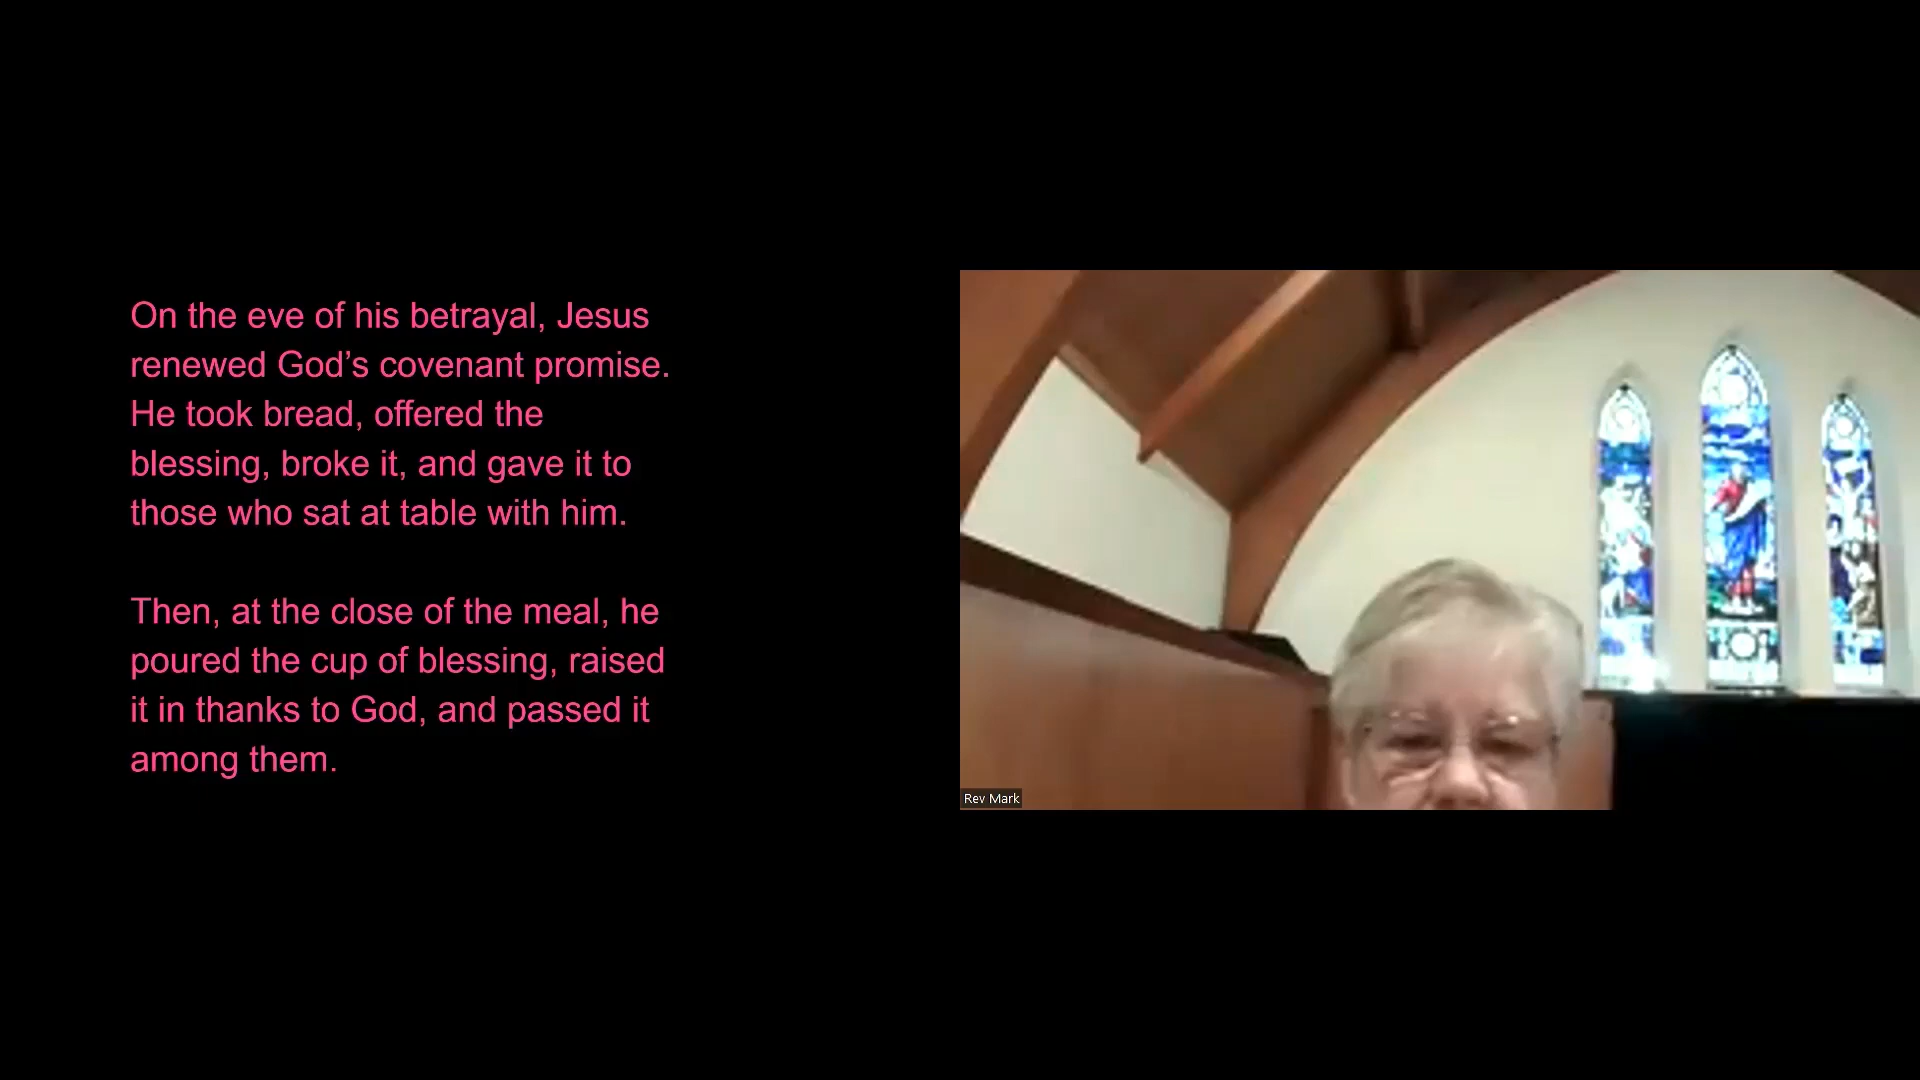 On the eve of his betrayal, Jesus
renewed God’s covenant promise.
He took bread, offered the
blessing, broke it, and gave it to
those who sat at table with him.
Then, at the close of the meal, he
poured the cup of blessing, raised
it in thanks to God, and passed it
among them.
Rev Mark